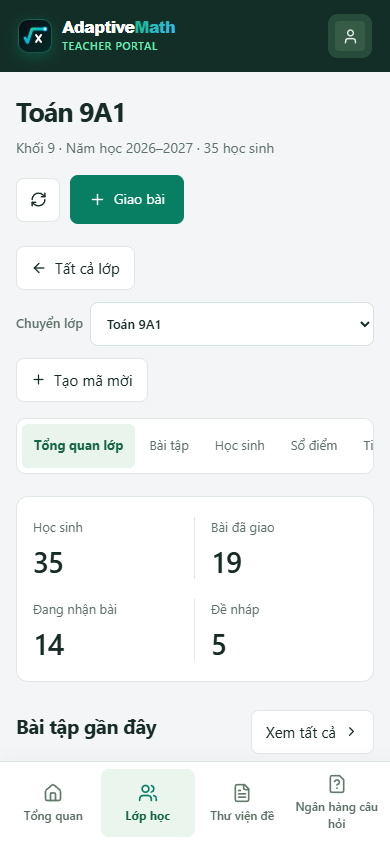 √x
AdaptiveMath
TEACHER PORTAL
Toán 9A1
Khối 9 · Năm học 2026–2027 · 35 học sinh
Giao bài
Tất cả lớp
Chuyển lớp
Toán 9A1
Tạo mã mời
Tổng quan lớp Bài tập Học sinh Sổ điểm Ti
Học sinh Bài đã giao
35 19
Đang nhận bài Đề nháp
14 5
Bài tập gần đây Xem tất cả
Tổng quan Lớp học Thư viện đề Ngân hàng câu
hỏi